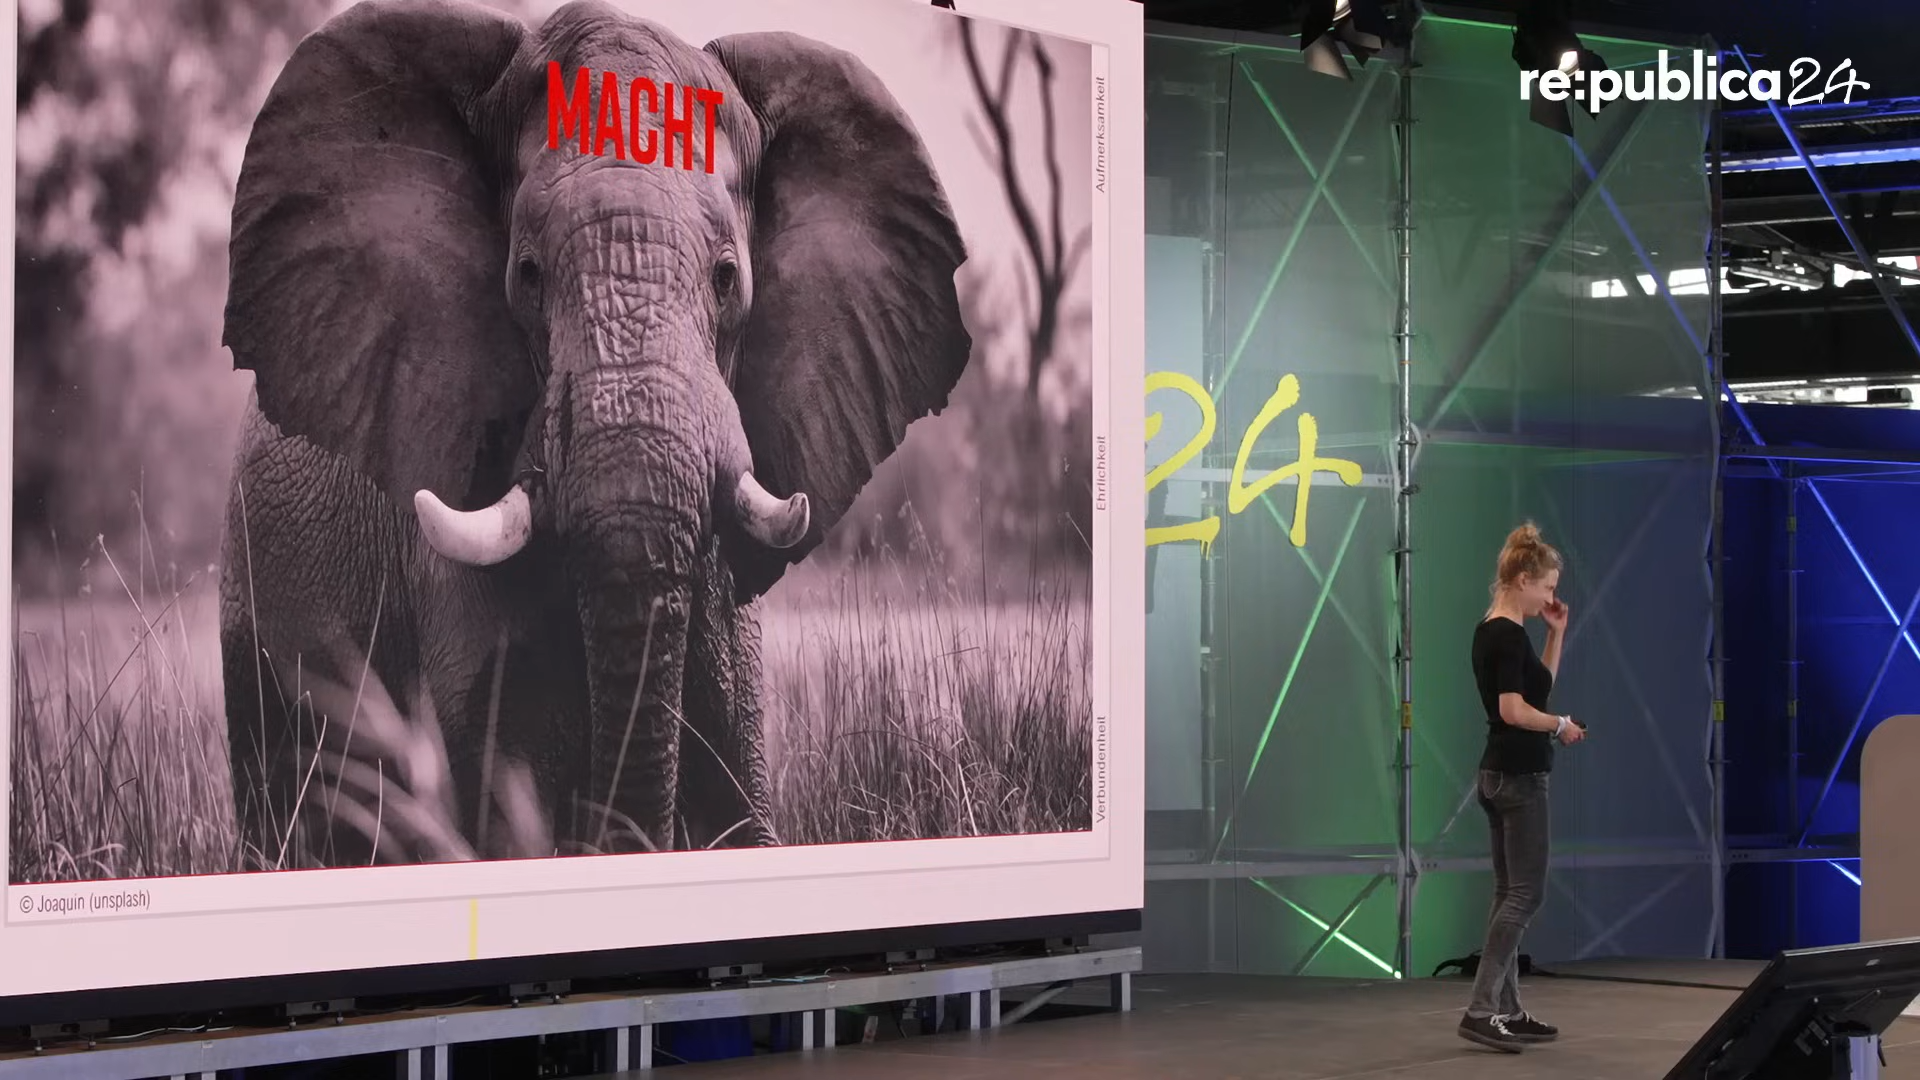 MACHT
Aufmerksamkeit
Ehrlichkeit
Verbundenheit
© Joaquin (unsplash)
24
re:publica24